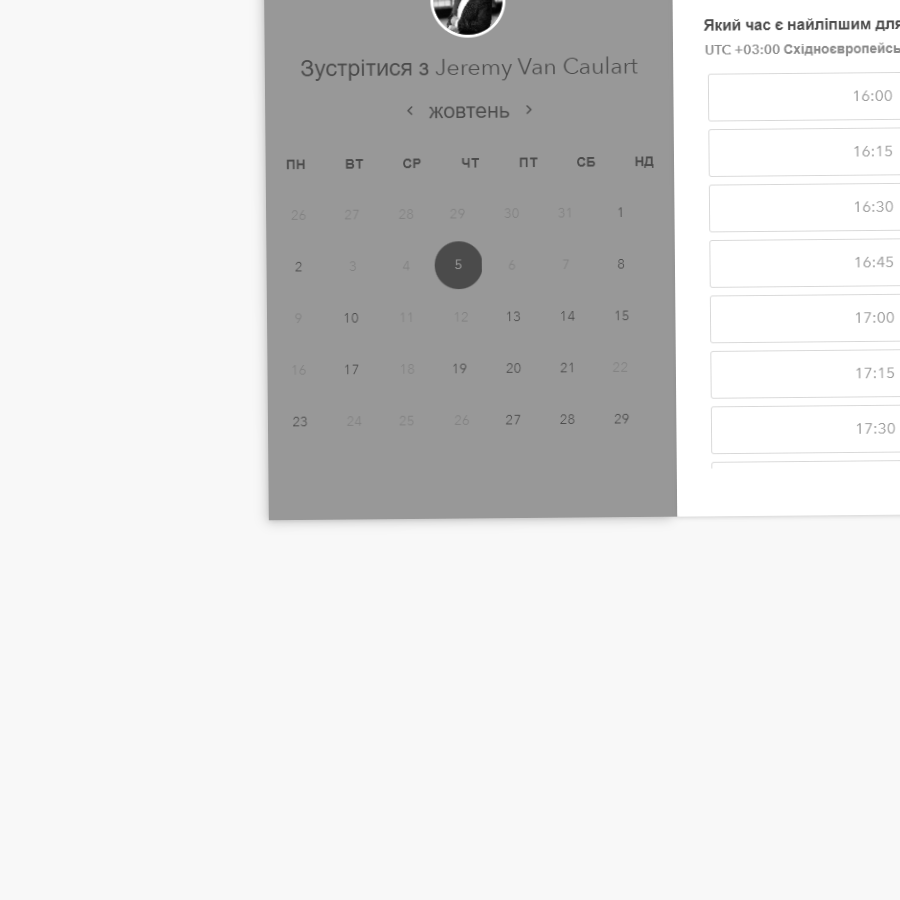 Зустрітися з Jeremy Van Caulart
жовтень
ПН ВТ СР ЧТ ПТ СБ НД
26 27 28 29 30 31 1
2 3 4 5 6 7 8
9 10 11 12 13 14 15
16 17 18 19 20 21 22
23 24 25 26 27 28 29
Який час є найліпшим для
UTC +03:00
16:00
16:15
16:30
16:45
17:00
17:15
17:30